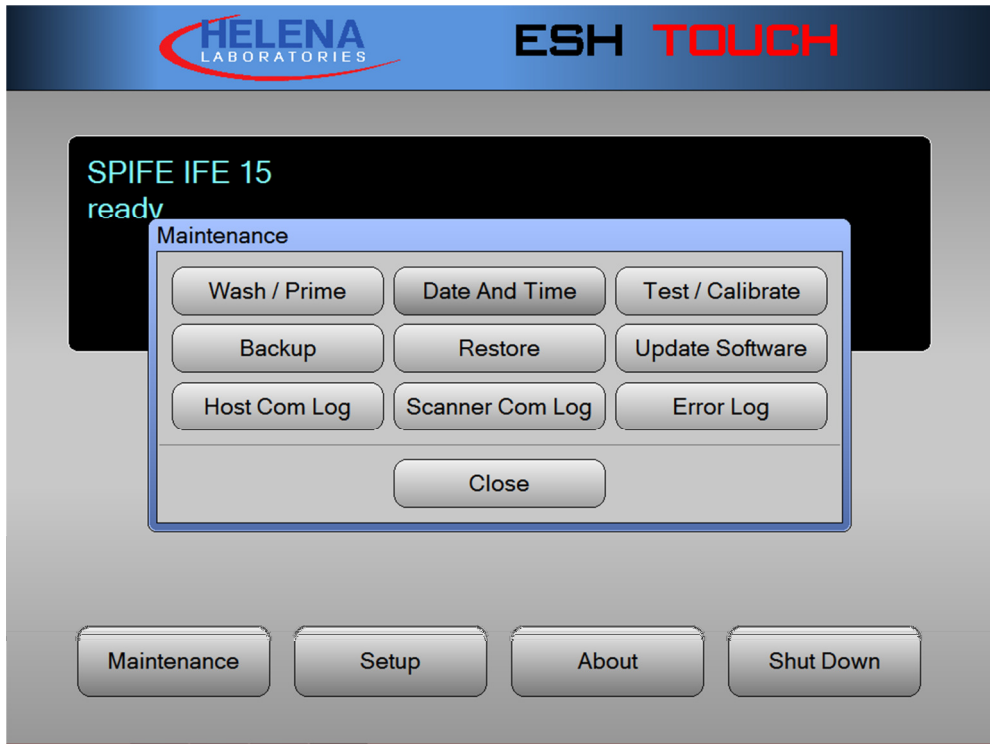 HELENA
LABORATORIES
ESH TOUCH
SPIFE IFE 15
ready
Maintenance
Wash / Prime Date And Time Test / Calibrate
Backup Restore Update Software
Host Com Log Scanner Com Log Error Log
Close
Maintenance Setup About Shut Down